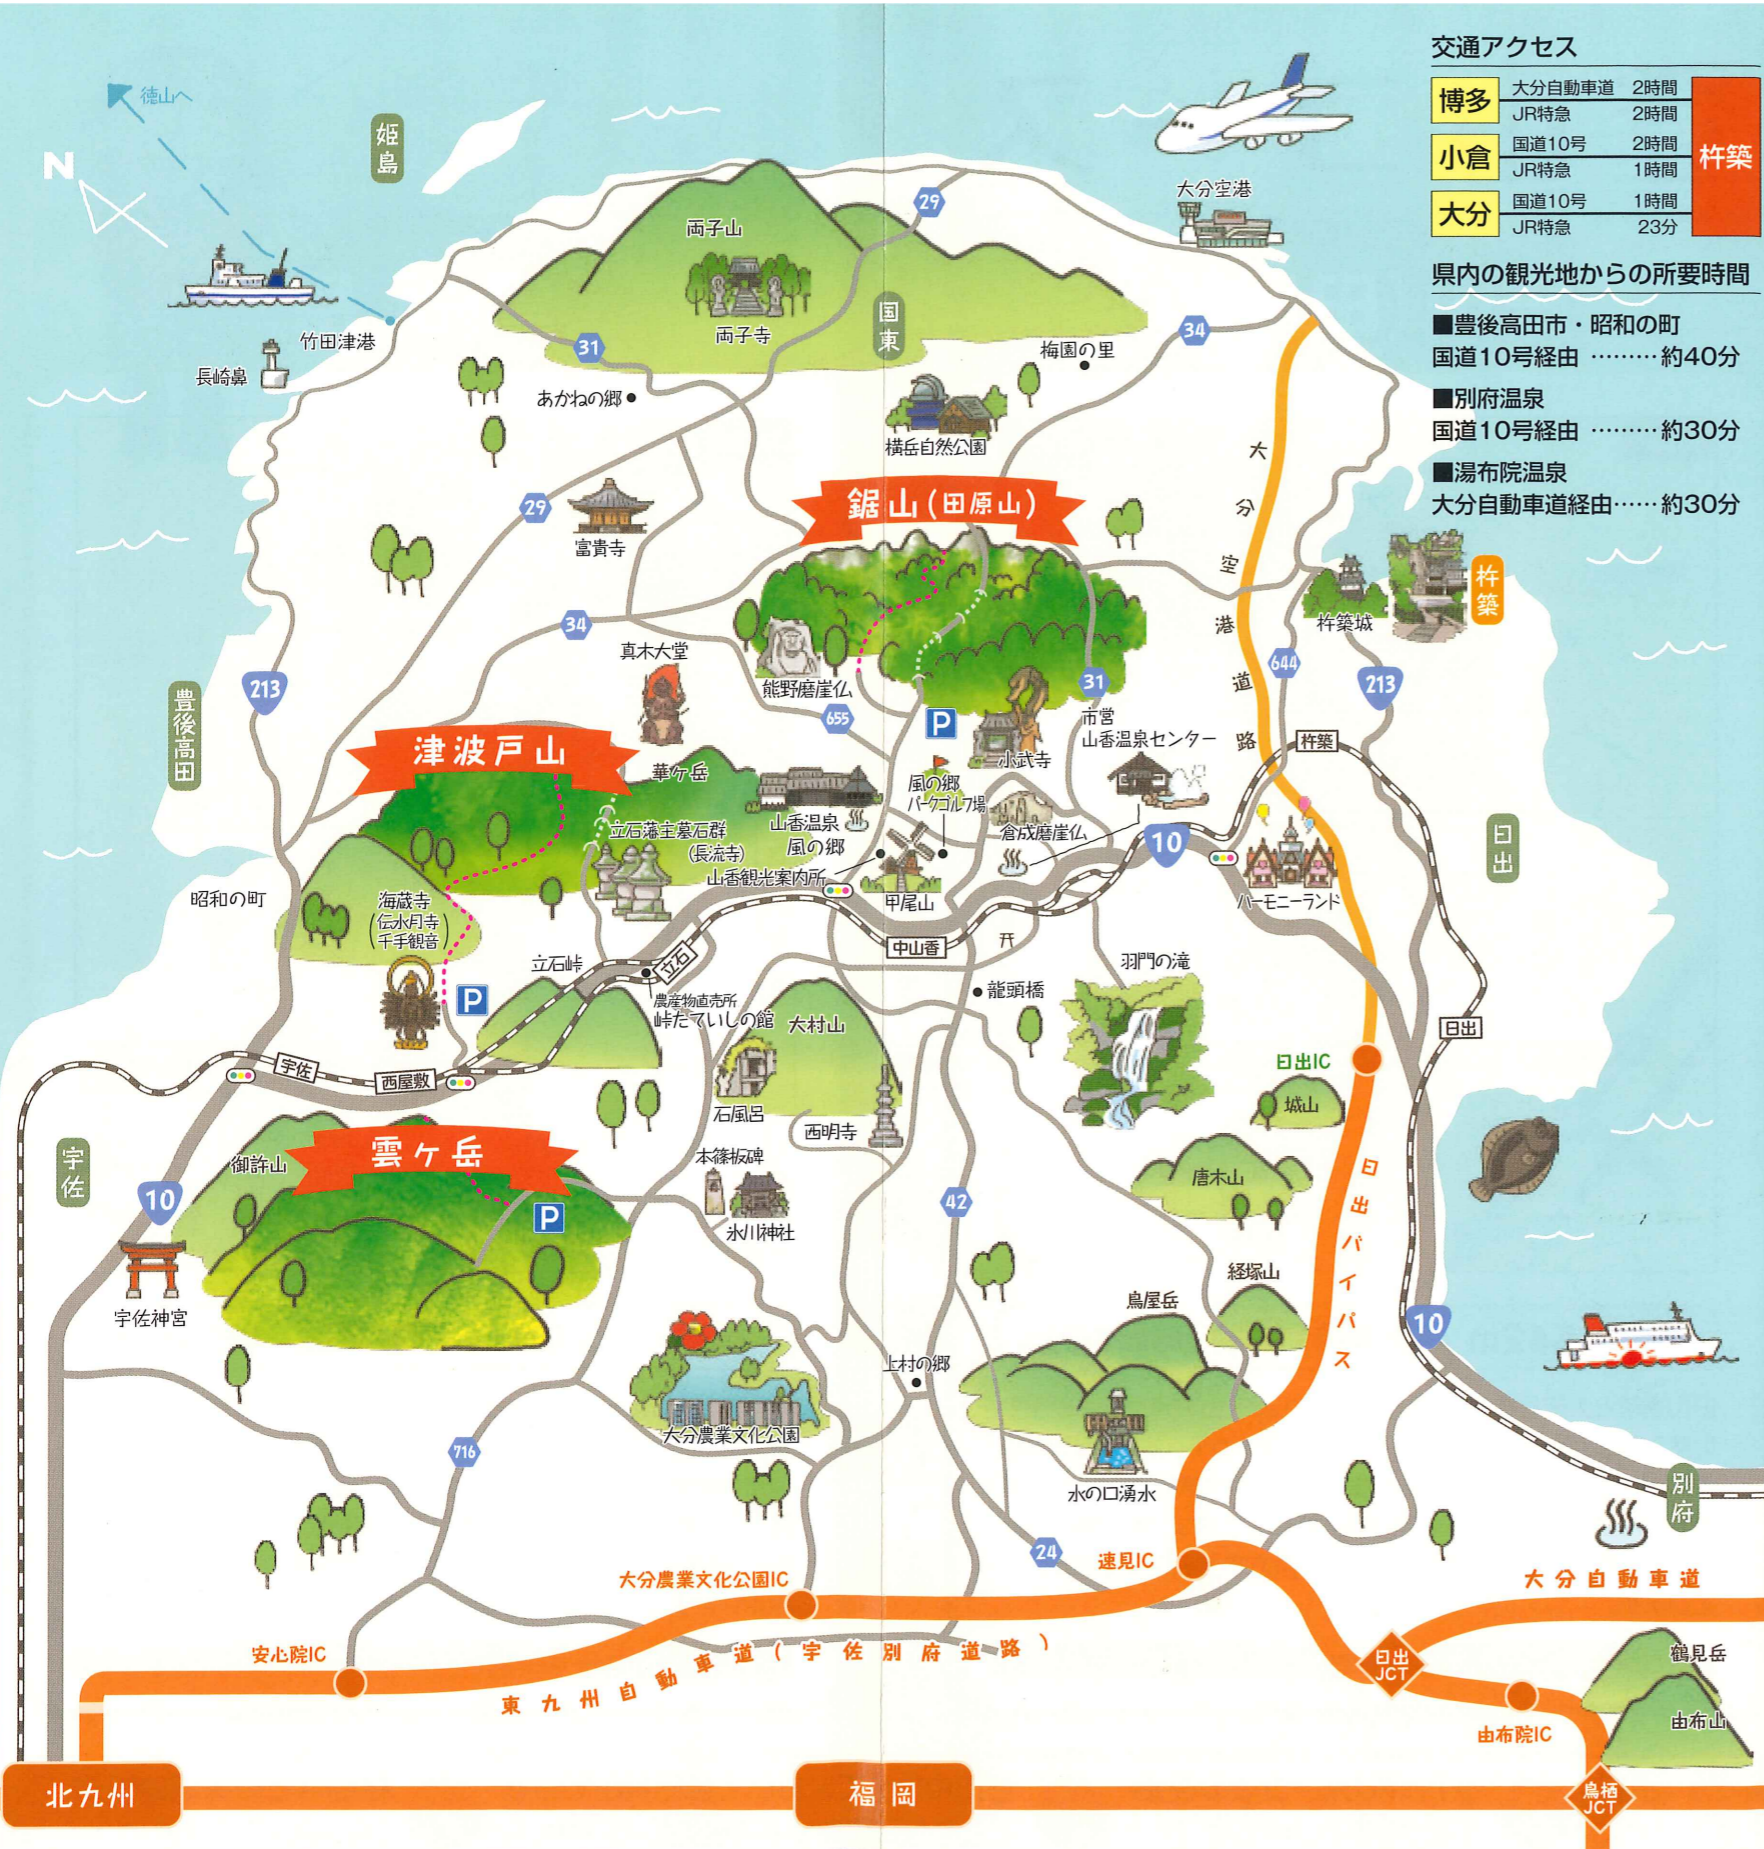 交通アクセス
博多
大分自動車道 2時間
JR特急 2時間
小倉
国道10号 2時間
JR特急 1時間
大分
国道10号 1時間
JR特急 23分
杵築
県内の観光地からの所要時間
■豊後高田市・昭和の町
国道10号経由 ………約40分
■別府温泉
国道10号経由 ………約30分
■湯布院温泉
大分自動車道経由……約30分
徳山へ
N
姫島
大分空港
両子山
29
両子寺
国東
竹田津港
長崎鼻
31
34
梅園の里
あかねの郷
横岳自然公園
大分空港道路
29
富貴寺
鋸山(田原山)
杵築
杵築城
34
真木大堂
熊野磨崖仏
644
213
213
豊後高田
655
P
31
市営
山香温泉センター
小武寺
杵築
津波戸山
華ヶ岳
風の郷
パークゴルフ場
山香温泉
風の郷
倉成磨崖仏
立石藩主墓石群
(長流寺)
10
日出
山香観光案内所
甲尾山
ハーモニーランド
昭和の町
海蔵寺
(伝水月寺
千手観音)
中山香
立石峠
立石
羽門の滝
P
農産物直売所
峠たていしの館
大村山
龍頭橋
日出
日出IC
宇佐
西屋敷
城山
石風呂
西明寺
宇佐
御許山
雲ヶ岳
本篠板碑
唐木山
日出バイパス
10
P
42
氷川神社
宇佐神宮
経塚山
鳥屋岳
10
上村の郷
大分農業文化公園
716
水の口湧水
別府
24
速見IC
大分農業文化公園IC
大分自動車道
安心院IC
東九州自動車道(宇佐別府道路)
日出
JCT
鶴見岳
由布山
由布院IC
北九州
福岡
鳥栖
JCT